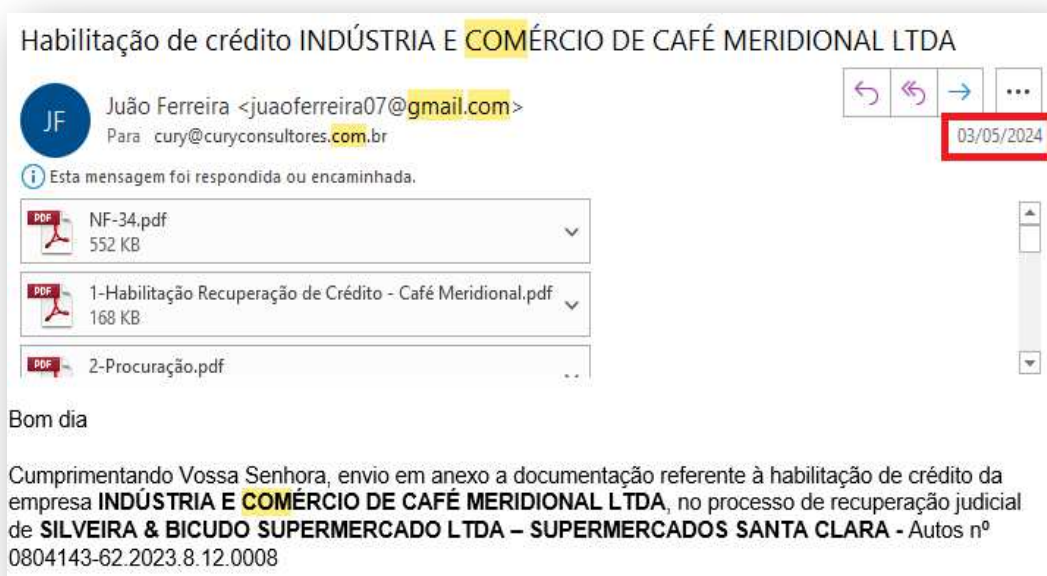 Habilitação de crédito INDÚSTRIA E COMÉRCIO DE CAFÉ MERIDIONAL LTDA
JF
Juão Ferreira <juaoferreira07@gmail.com>
Para cury@curyconsultores.com.br
03/05/2024
Esta mensagem foi respondida ou encaminhada.
PDF
NF-34.pdf
552 KB
PDF
1-Habilitação Recuperação de Crédito - Café Meridional.pdf
168 KB
PDF
2-Procuração.pdf
Bom dia
Cumprimentando Vossa Senhora, envio em anexo a documentação referente à habilitação de crédito da
empresa INDÚSTRIA E COMÉRCIO DE CAFÉ MERIDIONAL LTDA, no processo de recuperação judicial
de SILVEIRA & BICUDO SUPERMERCADO LTDA – SUPERMERCADOS SANTA CLARA - Autos nº
0804143-62.2023.8.12.0008